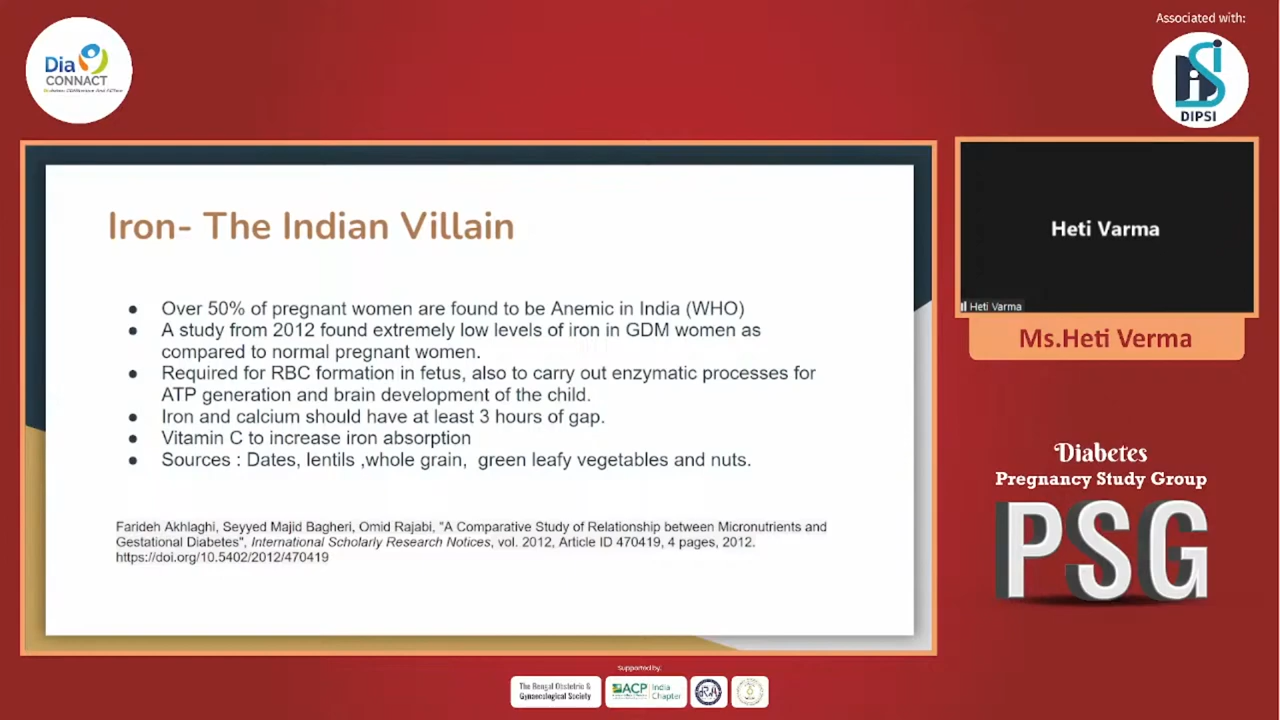 Associated with:
Dia
CONNACT
DIPSI
Iron- The Indian Villain
● Over 50% of pregnant women are found to be Anemic in India (WHO)
● A study from 2012 found extremely low levels of iron in GDM women as
compared to normal pregnant women.
● Required for RBC formation in fetus, also to carry out enzymatic processes for
ATP generation and brain development of the child.
● Iron and calcium should have at least 3 hours of gap.
● Vitamin C to increase iron absorption
● Sources : Dates, lentils ,whole grain, green leafy vegetables and nuts.
Farideh Akhlaghi, Seyyed Majid Bagheri, Omid Rajabi, "A Comparative Study of Relationship between Micronutrients and
Gestational Diabetes", International Scholarly Research Notices, vol. 2012, Article ID 470419, 4 pages, 2012.
https://doi.org/10.5402/2012/470419
Heti Varma
Heti Varma
Ms.Heti Verma
Diabetes
Pregnancy Study Group
PSG
Supported by:
The Bengal Obstetric &
Gynaecological Society
ACP
India
Chapter